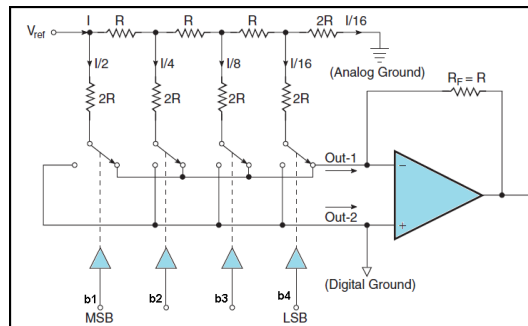 Vref
I
R
R
R
2R
I/16
I/2
I/4
I/8
I/16
(Analog Ground)
RF = R
2R
2R
2R
2R
Out-1
−
Out-2
+
(Digital Ground)
b1
b2
b3
b4
MSB
LSB